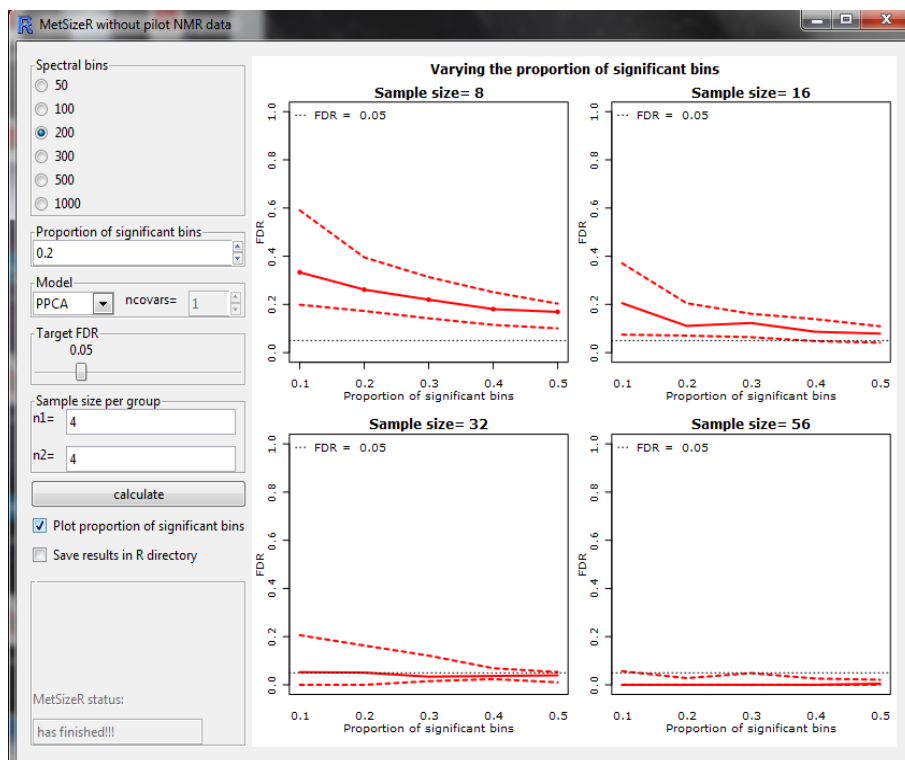 MetSizeR without pilot NMR data
Spectral bins
50
100
200
300
500
1000
Proportion of significant bins
0.2
Model
PPCA
ncovars= 1
Target FDR
0.05
Sample size per group
n1= 4
n2= 4
calculate
Plot proportion of significant bins
Save results in R directory
MetSizeR status:
has finished!!!
Varying the proportion of significant bins
Sample size= 8
--- FDR = 0.05
FDR
0.0 0.2 0.4 0.6 0.8 1.0
0.1 0.2 0.3 0.4 0.5
Proportion of significant bins
Sample size= 16
--- FDR = 0.05
FDR
0.0 0.2 0.4 0.6 0.8 1.0
0.1 0.2 0.3 0.4 0.5
Proportion of significant bins
Sample size= 32
--- FDR = 0.05
FDR
0.0 0.2 0.4 0.6 0.8 1.0
0.1 0.2 0.3 0.4 0.5
Proportion of significant bins
Sample size= 56
--- FDR = 0.05
FDR
0.0 0.2 0.4 0.6 0.8 1.0
0.1 0.2 0.3 0.4 0.5
Proportion of significant bins